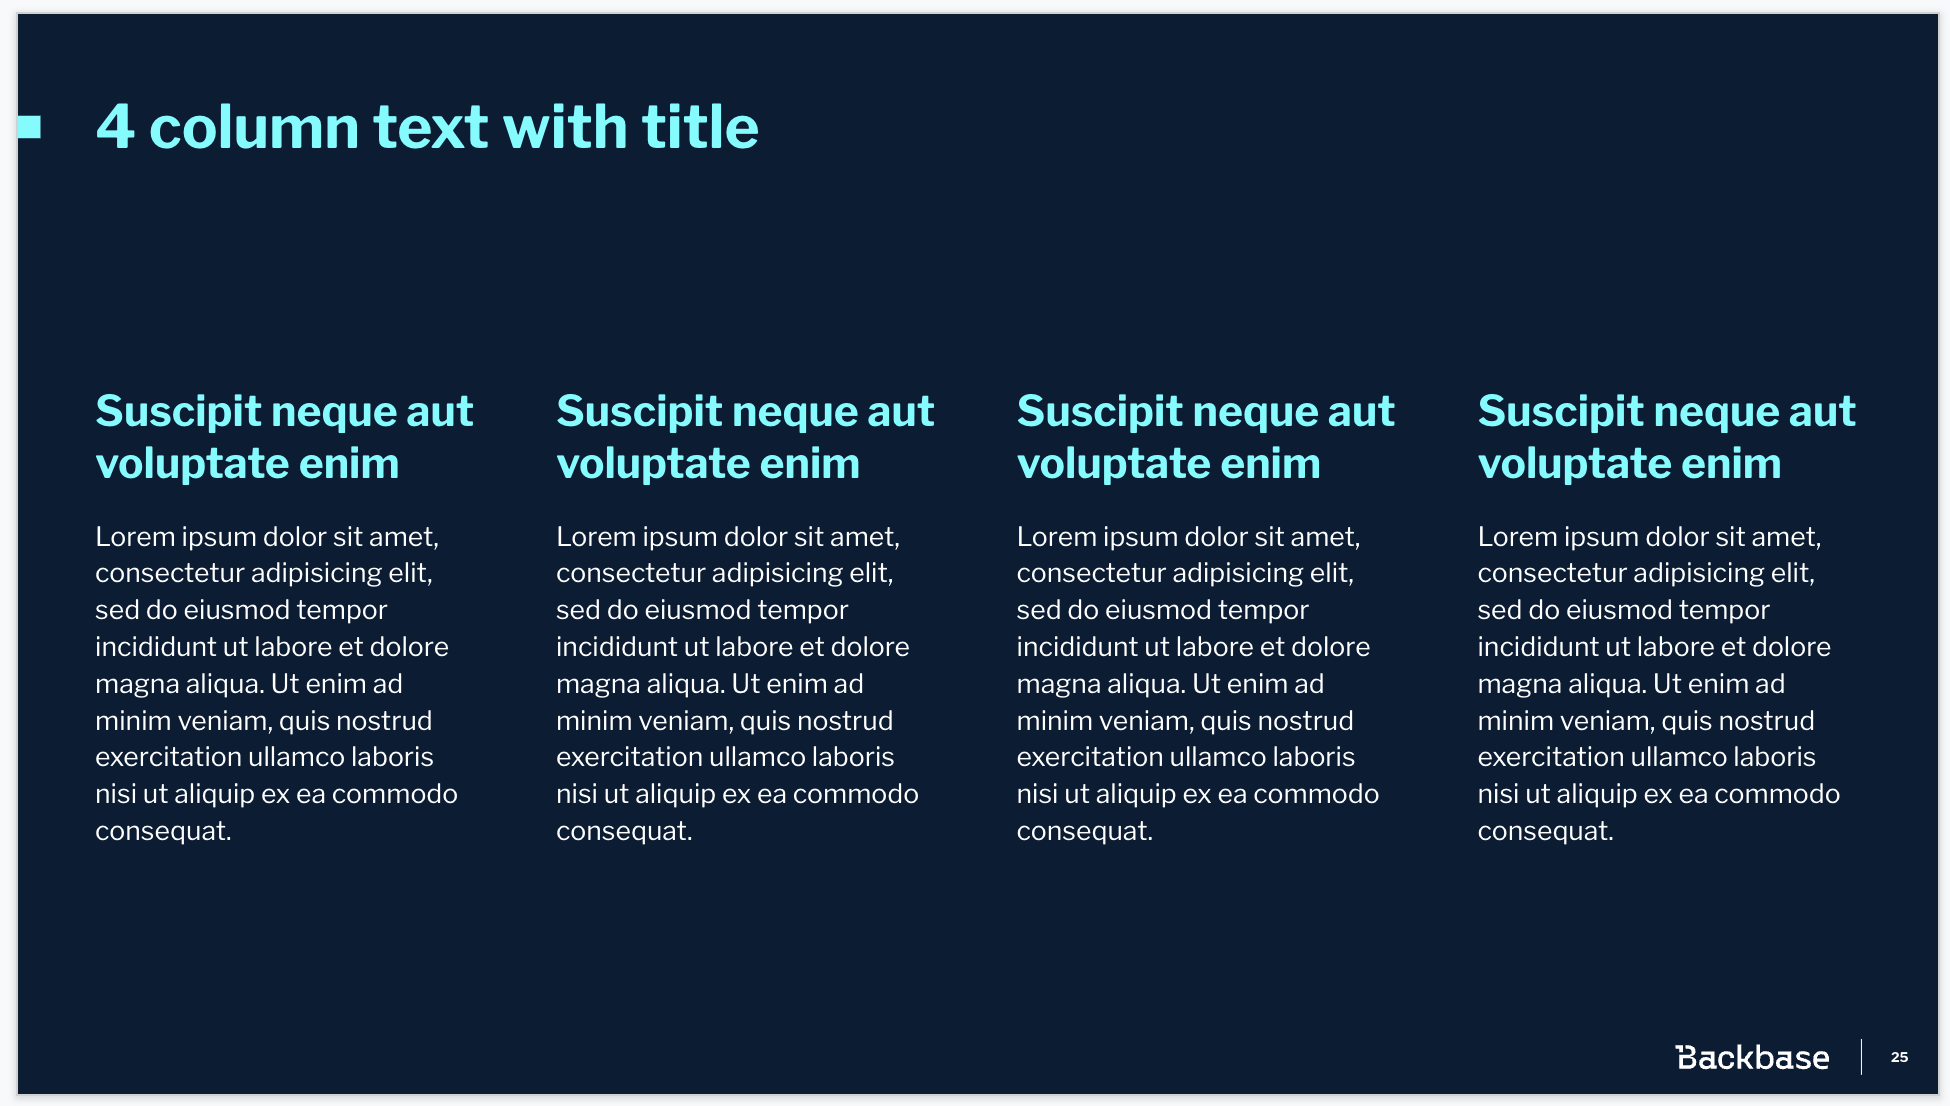 4 column text with title
Suscipit neque aut
voluptate enim
Lorem ipsum dolor sit amet,
consectetur adipisicing elit,
sed do eiusmod tempor
incididunt ut labore et dolore
magna aliqua. Ut enim ad
minim veniam, quis nostrud
exercitation ullamco laboris
nisi ut aliquip ex ea commodo
consequat.
Suscipit neque aut
voluptate enim
Lorem ipsum dolor sit amet,
consectetur adipisicing elit,
sed do eiusmod tempor
incididunt ut labore et dolore
magna aliqua. Ut enim ad
minim veniam, quis nostrud
exercitation ullamco laboris
nisi ut aliquip ex ea commodo
consequat.
Suscipit neque aut
voluptate enim
Lorem ipsum dolor sit amet,
consectetur adipisicing elit,
sed do eiusmod tempor
incididunt ut labore et dolore
magna aliqua. Ut enim ad
minim veniam, quis nostrud
exercitation ullamco laboris
nisi ut aliquip ex ea commodo
consequat.
Suscipit neque aut
voluptate enim
Lorem ipsum dolor sit amet,
consectetur adipisicing elit,
sed do eiusmod tempor
incididunt ut labore et dolore
magna aliqua. Ut enim ad
minim veniam, quis nostrud
exercitation ullamco laboris
nisi ut aliquip ex ea commodo
consequat.
Backbase
25